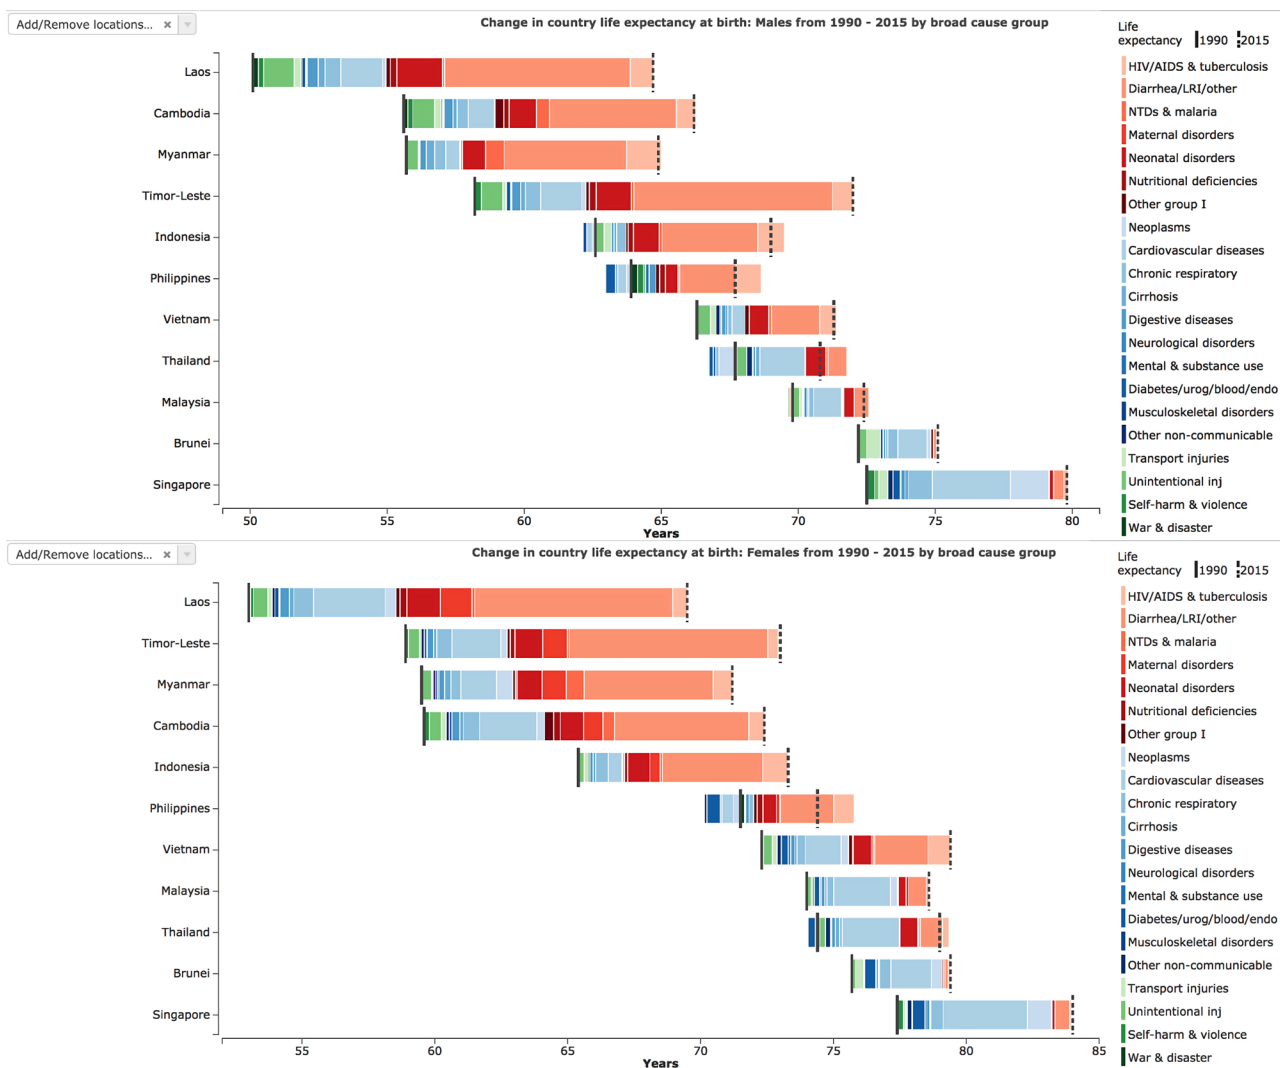 Add/Remove locations... ×
Change in country life expectancy at birth: Males from 1990 - 2015 by broad cause group
Life
expectancy 1990 2015
Laos
Cambodia
Myanmar
Timor-Leste
Indonesia
Philippines
Vietnam
Thailand
Malaysia
Brunei
Singapore
50 55 60 65 70 75 80
Years
HIV/AIDS & tuberculosis
Diarrhea/LRI/other
NTDs & malaria
Maternal disorders
Neonatal disorders
Nutritional deficiencies
Other group I
Neoplasms
Cardiovascular diseases
Chronic respiratory
Cirrhosis
Digestive diseases
Neurological disorders
Mental & substance use
Diabetes/urog/blood/endo
Musculoskeletal disorders
Other non-communicable
Transport injuries
Unintentional inj
Self-harm & violence
War & disaster
Add/Remove locations... ×
Change in country life expectancy at birth: Females from 1990 - 2015 by broad cause group
Life
expectancy 1990 2015
Laos
Timor-Leste
Myanmar
Cambodia
Indonesia
Philippines
Vietnam
Malaysia
Thailand
Brunei
Singapore
55 60 65 70 75 80 85
Years
HIV/AIDS & tuberculosis
Diarrhea/LRI/other
NTDs & malaria
Maternal disorders
Neonatal disorders
Nutritional deficiencies
Other group I
Neoplasms
Cardiovascular diseases
Chronic respiratory
Cirrhosis
Digestive diseases
Neurological disorders
Mental & substance use
Diabetes/urog/blood/endo
Musculoskeletal disorders
Other non-communicable
Transport injuries
Unintentional inj
Self-harm & violence
War & disaster